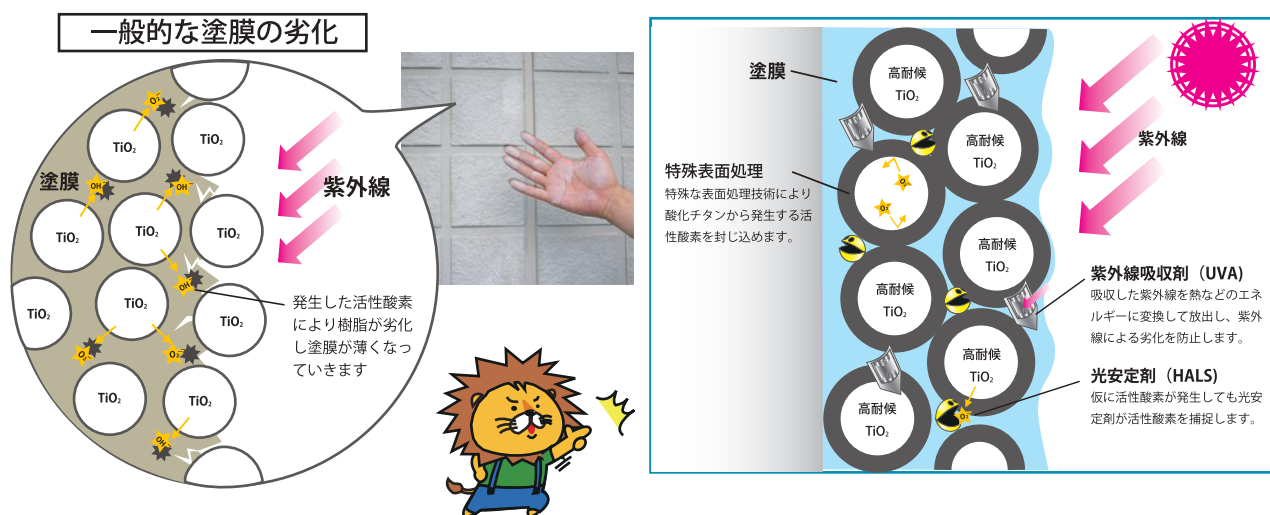 一般的な塗膜の劣化
TiO₂
O₂⁻
TiO₂
TiO₂
塗膜
OH
OH
紫外線
TiO₂
TiO₂
TiO₂
OH
TiO₂
TiO₂
TiO₂
発生した活性酸素
により樹脂が劣化
し塗膜が薄くなっ
ていきます
O₂⁻
TiO₂
TiO₂
OH
塗膜
高耐候
TiO₂
高耐候
TiO₂
紫外線
特殊表面処理
特殊な表面処理技術により
酸化チタンから発生する活
性酸素を封じ込めます。
O₂
O₂
高耐候
TiO₂
高耐候
TiO₂
紫外線吸収剤（UVA）
吸収した紫外線を熱などのエネ
ルギーに変換して放出し、紫外
線による劣化を防止します。
高耐候
TiO₂
高耐候
TiO₂
O₂
光安定剤（HALS）
仮に活性酸素が発生しても光安
定剤が活性酸素を捕捉します。